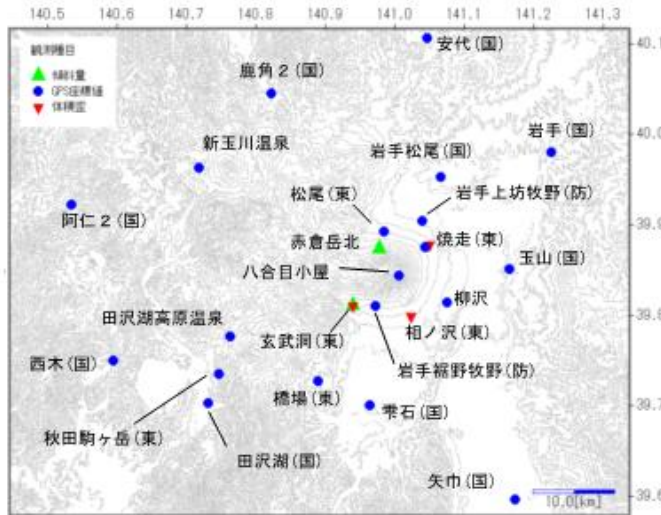 140.5 140.6 140.7 140.8 140.9 141.0 141.1 141.2 141.3
観測種目
傾斜量
GPS座標値
体積歪
安代(国)
40.1
鹿角2(国)
岩手(国)
40.0
新玉川温泉
岩手松尾(国)
松尾(東)
岩手上坊牧野(防)
阿仁2(国)
39.9
赤倉岳北
焼走(東)
玉山(国)
八合目小屋
柳沢
田沢湖高原温泉
39.8
玄武洞(東)
相ノ沢(東)
西木(国)
岩手裾野牧野(防)
橋場(東)
雫石(国)
39.7
秋田駒ヶ岳(東)
田沢湖(国)
矢巾(国)
39.6
10.0[km]